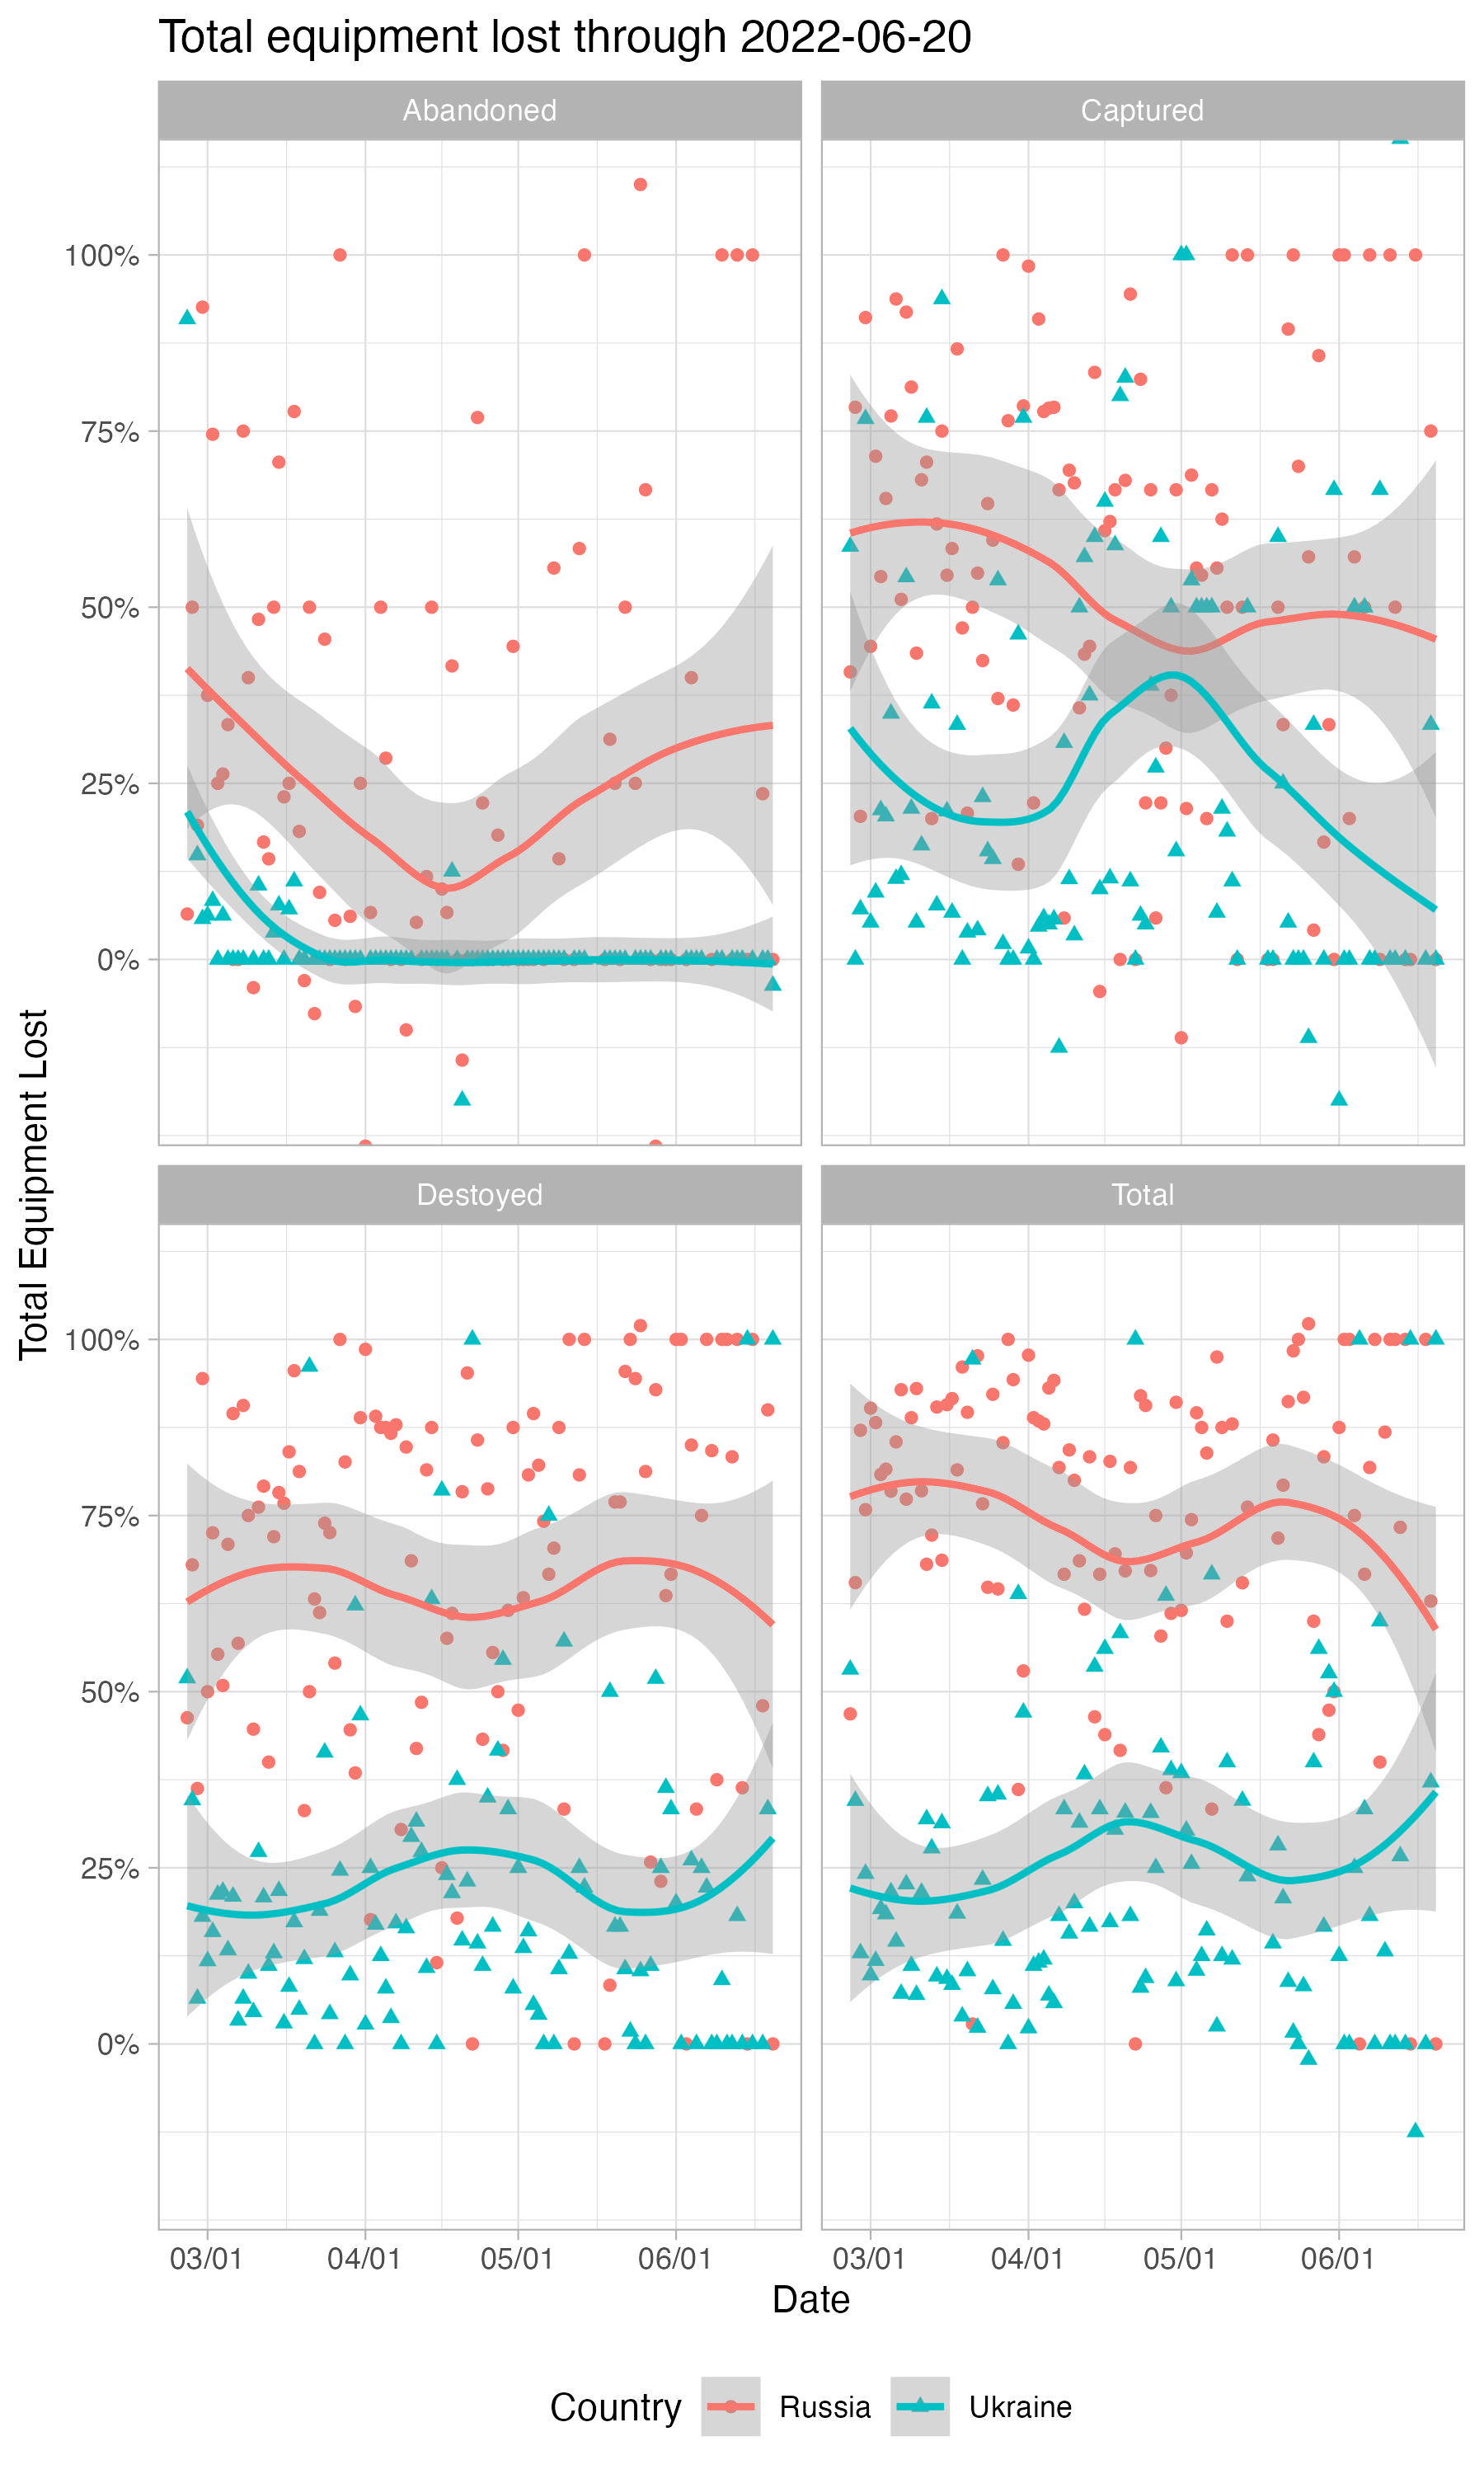 Total equipment lost through 2022-06-20
Abandoned
Captured
100%
75%
50%
25%
0%
Destoyed
Total
100%
75%
50%
25%
0%
Total Equipment Lost
03/01 04/01 05/01 06/01
03/01 04/01 05/01 06/01
Date
Country Russia Ukraine